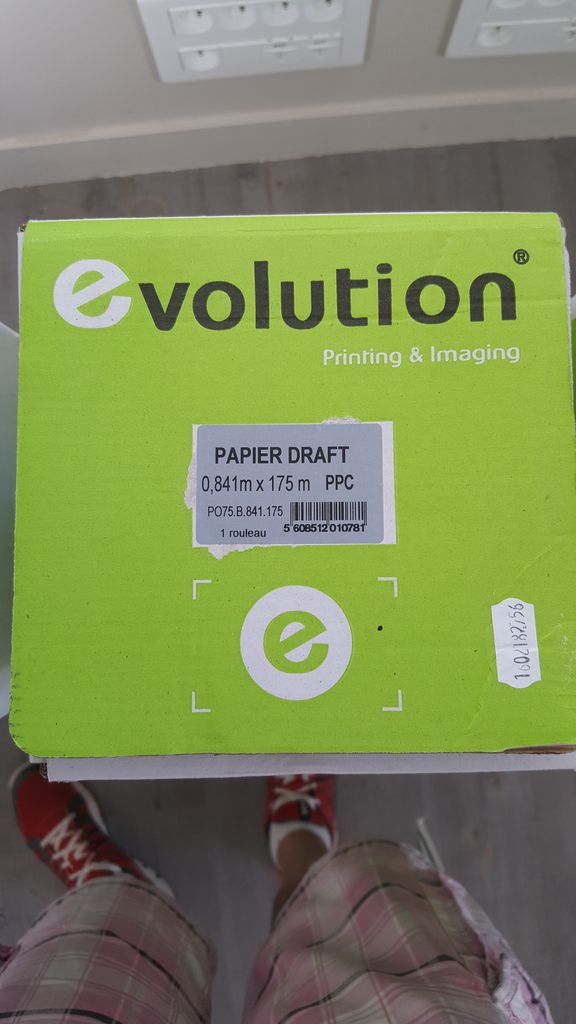 evolution®
Printing & Imaging
PAPIER DRAFT
0,841m x 175 m PPC
PO75.B.841.175
1 rouleau
5 608512 010781
e